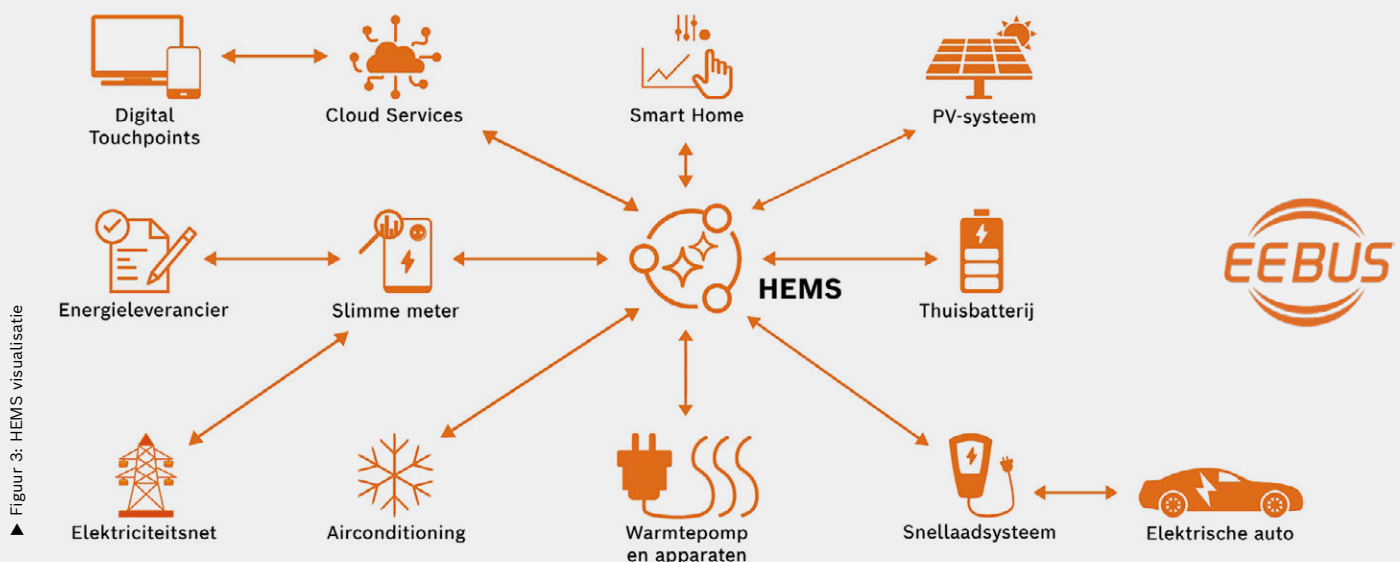 Digital
Touchpoints
Cloud Services
Smart Home
PV-systeem
Energieleverancier
Slimme meter
HEMS
Thuisbatterij
EEBUS
Elektriciteitsnet
Airconditioning
Warmtepomp
en apparaten
Snellaadsysteem
Elektrische auto
▲ Figuur 3: HEMS visualisatie